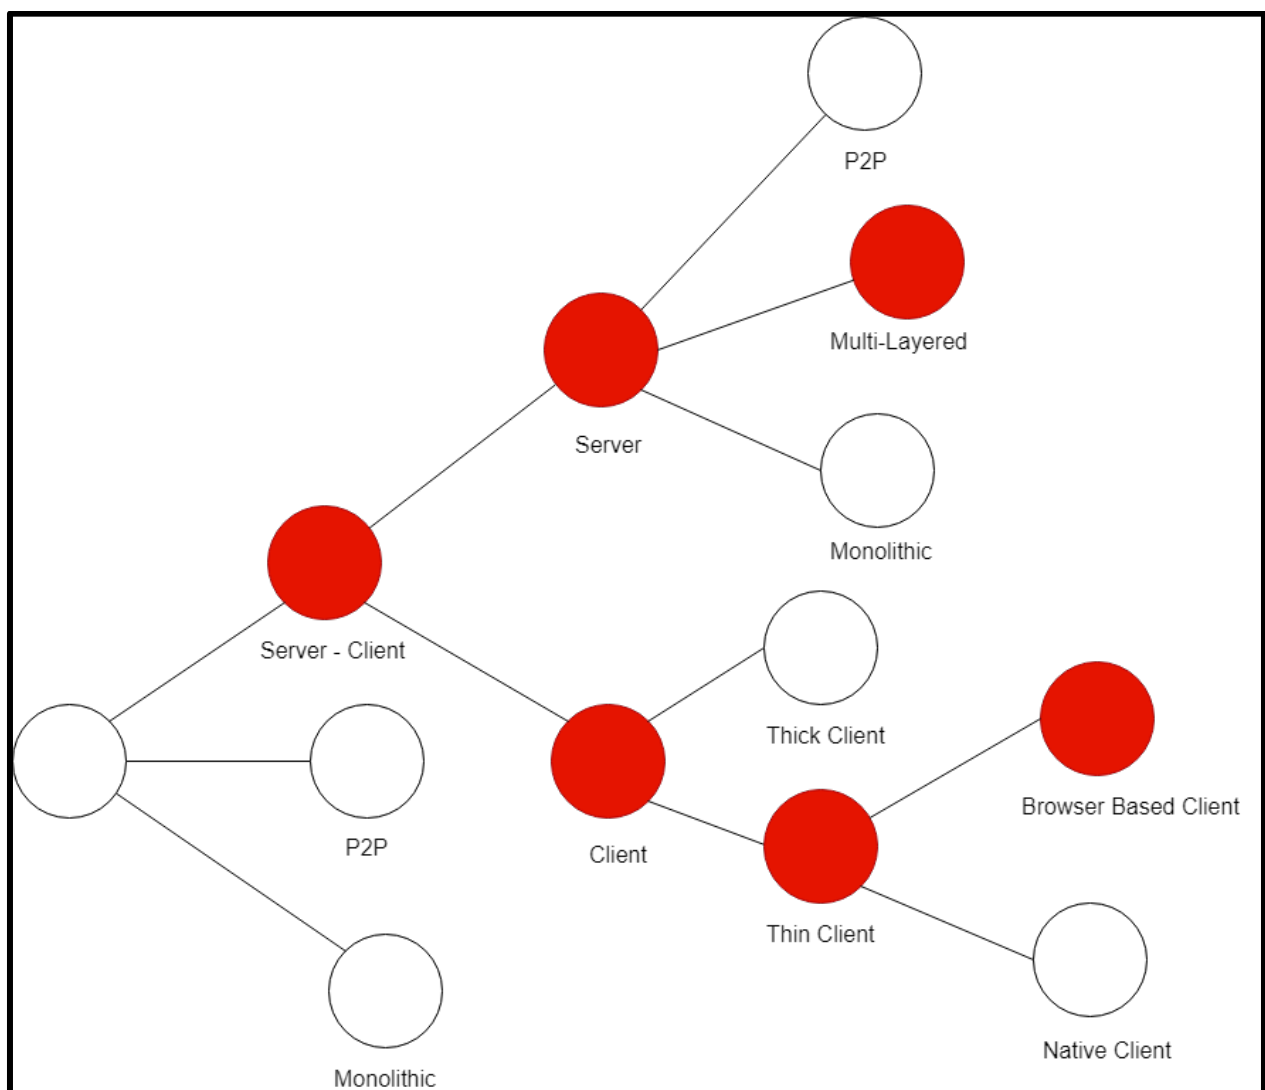 P2P
Multi-Layered
Server
Monolithic
Server - Client
Thick Client
Browser Based Client
P2P
Client
Thin Client
Native Client
Monolithic